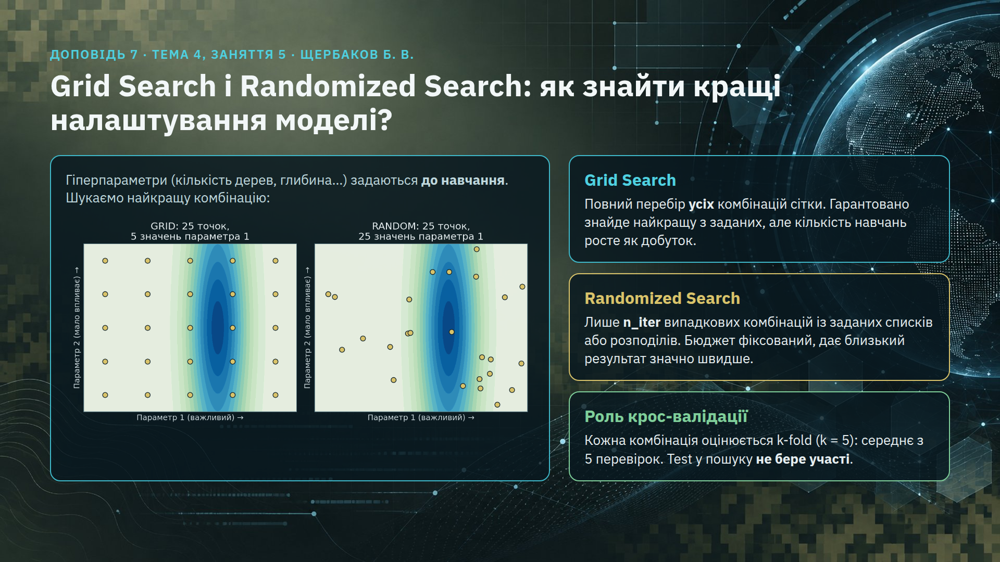 ДОПОВІДЬ 7 · ТЕМА 4, ЗАНЯТТЯ 5 · ЩЕРБАКОВ Б. В.
Grid Search і Randomized Search: як знайти кращі
налаштування моделі?
Гіперпараметри (кількість дерев, глибина...) задаються до навчання.
Шукаємо найкращу комбінацію:
GRID: 25 точок,
5 значень параметра 1
Параметр 2 (мало впливає) →
Параметр 1 (важливий) →
RANDOM: 25 точок,
25 значень параметра 1
Параметр 2 (мало впливає) →
Параметр 1 (важливий) →
Grid Search
Повний перебір усіх комбінацій сітки. Гарантовано
знайде найкращу з заданих, але кількість навчань
росте як добуток.
Randomized Search
Лише n_iter випадкових комбінацій із заданих списків
або розподілів. Бюджет фіксований, дає близький
результат значно швидше.
Роль крос-валідації
Кожна комбінація оцінюється k-fold (k = 5): середнє з
5 перевірок. Test у пошуку не бере участі.